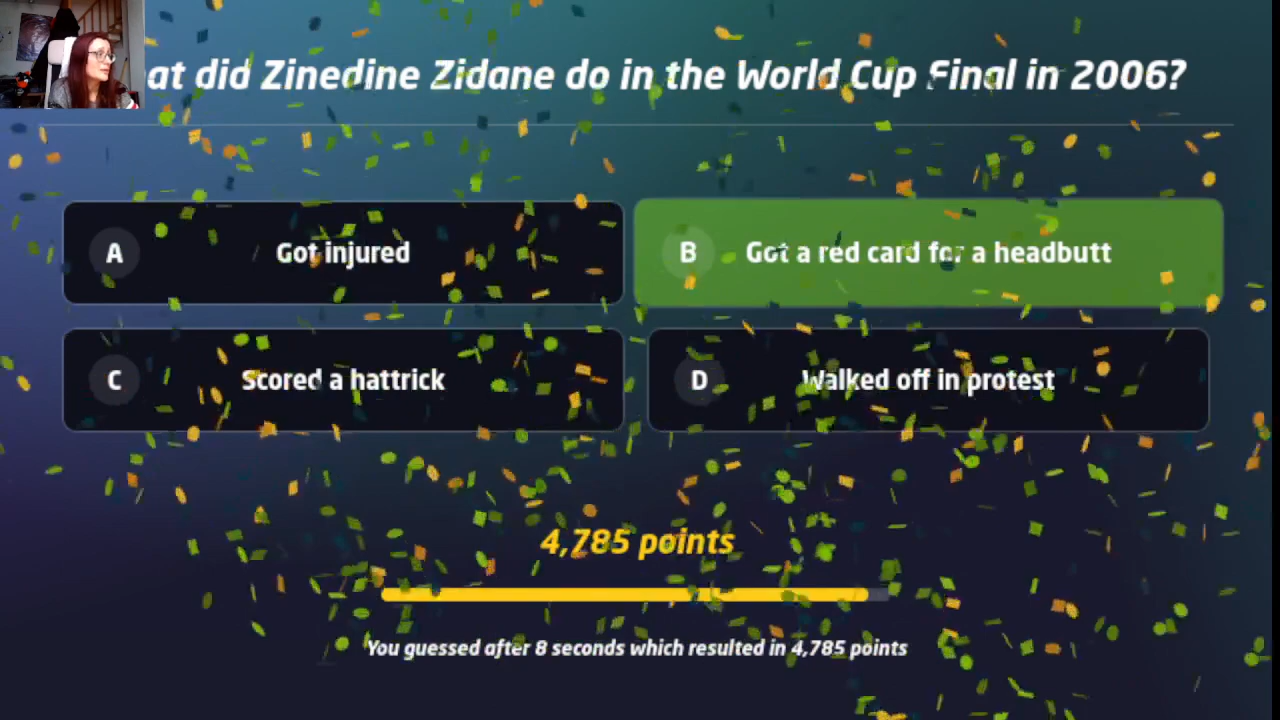 at did Zinedine Zidane do in the World Cup Final in 2006?
A Got injured
B Got a red card for a headbutt
C Scored a hattrick
D Walked off in protest
4,785 points
You guessed after 8 seconds which resulted in 4,785 points